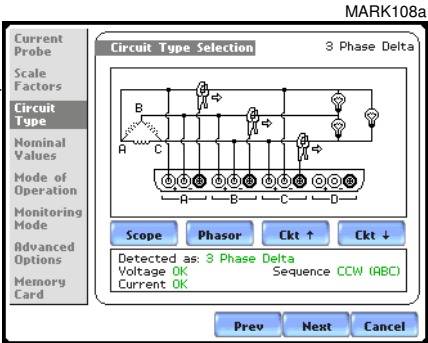 MARK108a
Current
Probe
Scale
Factors
Circuit
Type
Nominal
Values
Mode of
Operation
Monitoring
Mode
Advanced
Options
Memory
Card
Circuit Type Selection 3 Phase Delta
B
A C
A B C D
Scope Phasor Ckt ↑ Ckt ↓
Detected as: 3 Phase Delta
Voltage OK Sequence CCW (ABC)
Current OK
Prev Next Cancel